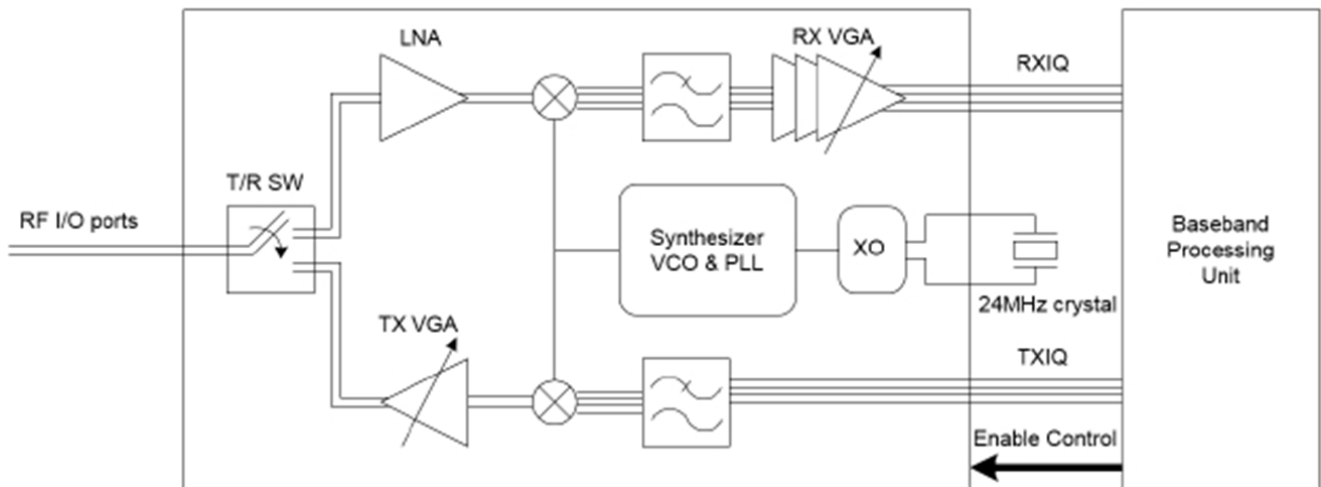 LNA
RX VGA
RXIQ
T/R SW
RF I/O ports
Synthesizer
VCO & PLL
XO
Baseband
Processing
Unit
24MHz crystal
TX VGA
TXIQ
Enable Control